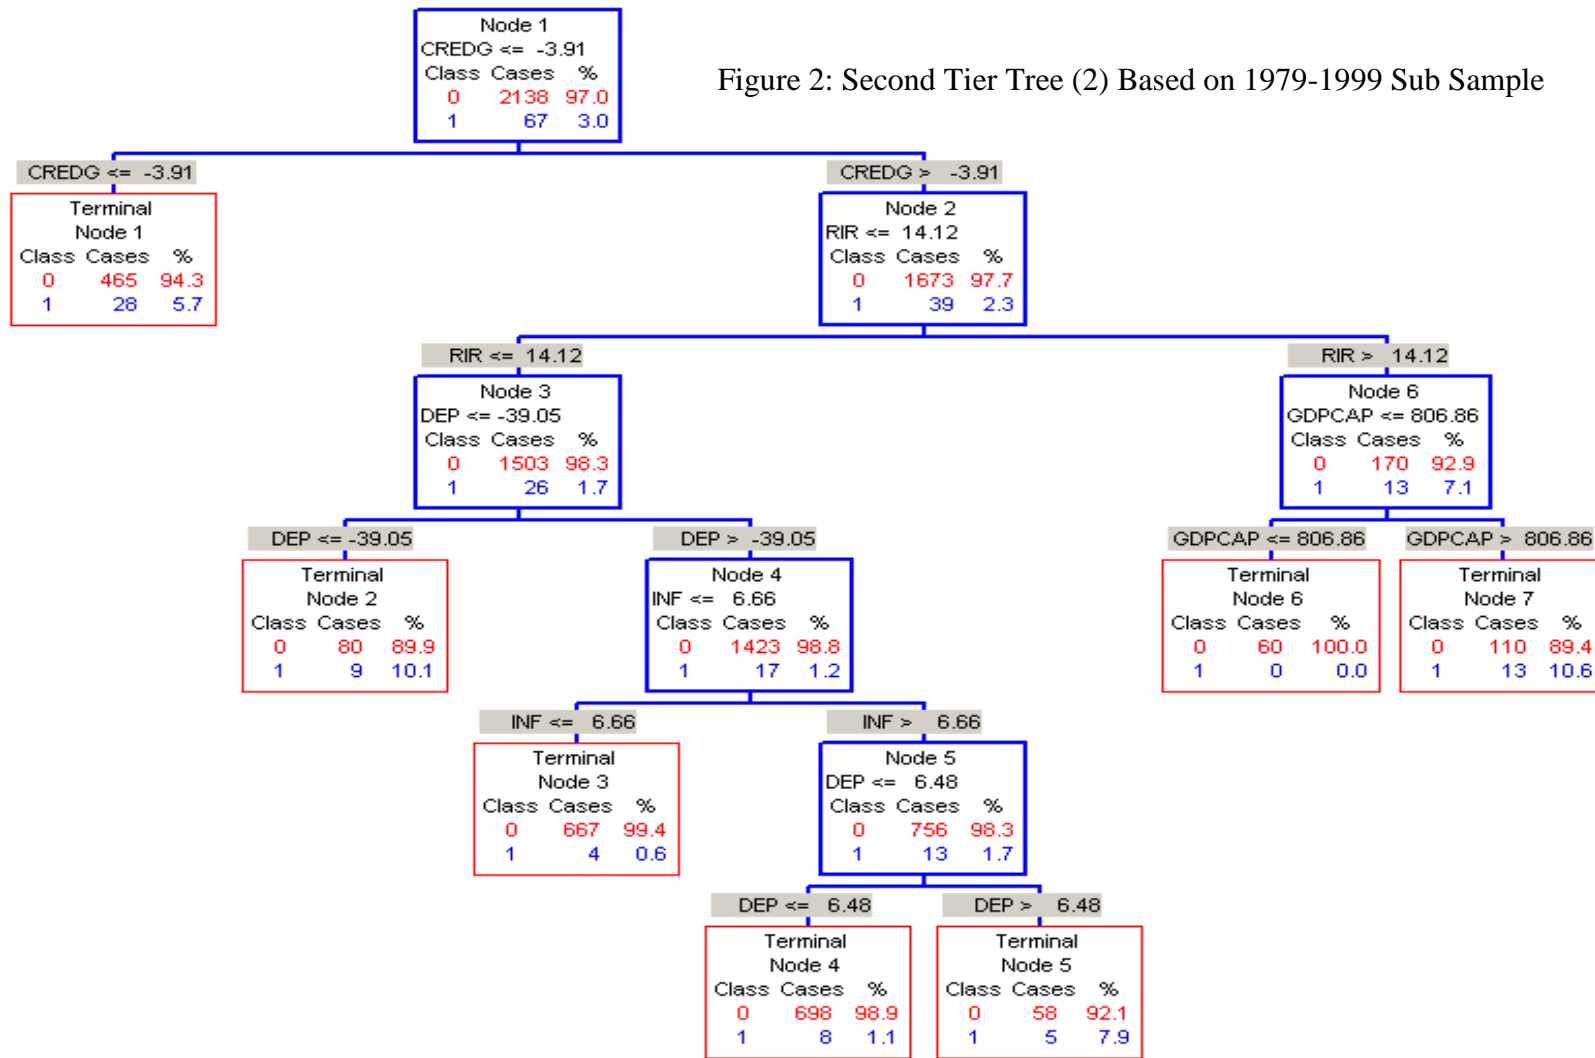 Figure 2: Second Tier Tree (2) Based on 1979-1999 Sub Sample
Node 1
CREDG <= -3.91
Class Cases %
0 2138 97.0
1 67 3.0
CREDG <= -3.91
CREDG > -3.91
Terminal
Node 1
Class Cases %
0 465 94.3
1 28 5.7
Node 2
RIR <= 14.12
Class Cases %
0 1673 97.7
1 39 2.3
RIR <= 14.12
RIR > 14.12
Node 3
DEP <= -39.05
Class Cases %
0 1503 98.3
1 26 1.7
Node 6
GDPCAP <= 806.86
Class Cases %
0 170 92.9
1 13 7.1
DEP <= -39.05
DEP > -39.05
GDPCAP <= 806.86
GDPCAP > 806.86
Terminal
Node 2
Class Cases %
0 80 89.9
1 9 10.1
Node 4
INF <= 6.66
Class Cases %
0 1423 98.8
1 17 1.2
Terminal
Node 6
Class Cases %
0 60 100.0
1 0 0.0
Terminal
Node 7
Class Cases %
0 110 89.4
1 13 10.6
INF <= 6.66
INF > 6.66
Terminal
Node 3
Class Cases %
0 667 99.4
1 4 0.6
Node 5
DEP <= 6.48
Class Cases %
0 756 98.3
1 13 1.7
DEP <= 6.48
DEP > 6.48
Terminal
Node 4
Class Cases %
0 698 98.9
1 8 1.1
Terminal
Node 5
Class Cases %
0 58 92.1
1 5 7.9